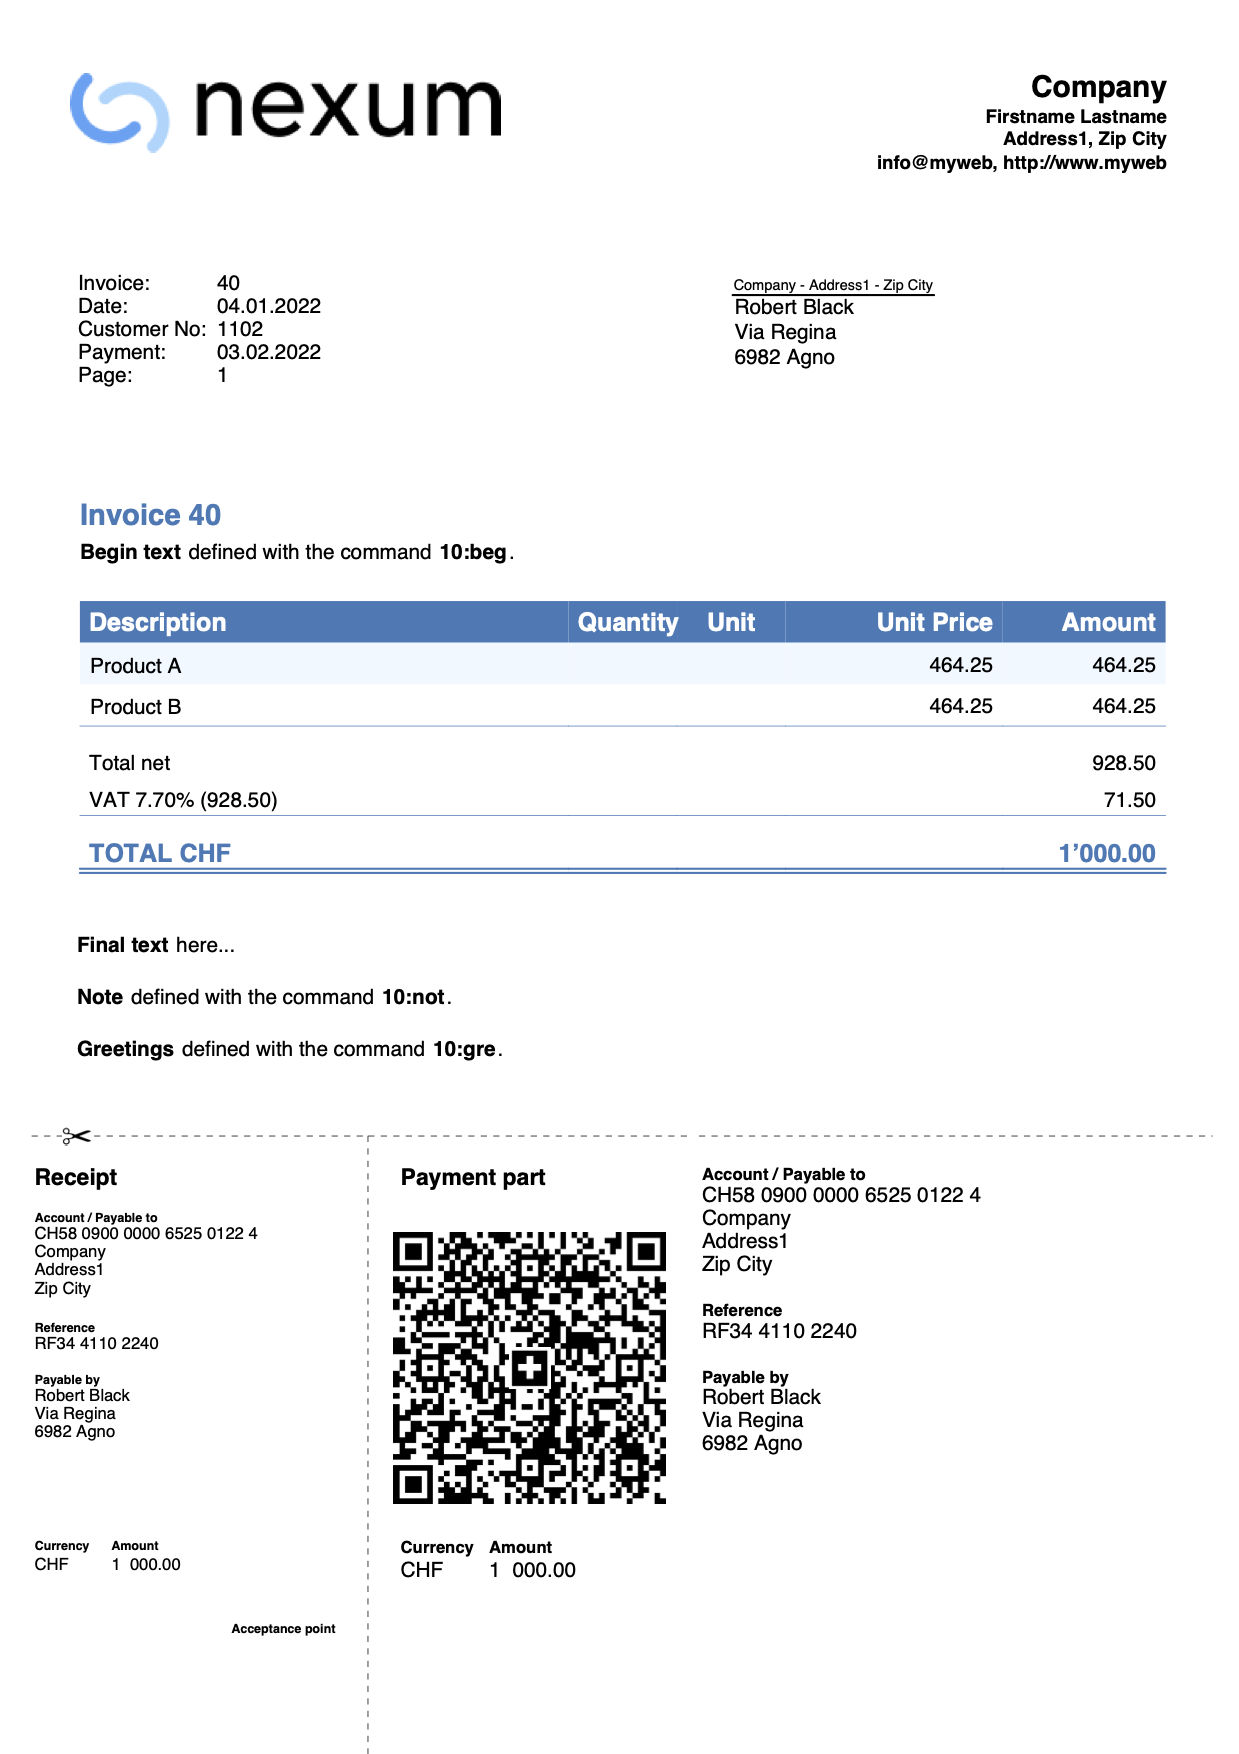 nexum
Company
Firstname Lastname
Address1, Zip City
info@myweb, http://www.myweb
Invoice: 40
Date: 04.01.2022
Customer No: 1102
Payment: 03.02.2022
Page: 1
Company - Address1 - Zip City
Robert Black
Via Regina
6982 Agno
Invoice 40
Begin text defined with the command 10:beg.
Description Quantity Unit Unit Price Amount
Product A 464.25 464.25
Product B 464.25 464.25
Total net 928.50
VAT 7.70% (928.50) 71.50
TOTAL CHF 1’000.00
Final text here...
Note defined with the command 10:not.
Greetings defined with the command 10:gre.
Receipt
Account / Payable to
CH58 0900 0000 6525 0122 4
Company
Address1
Zip City
Reference
RF34 4110 2240
Payable by
Robert Black
Via Regina
6982 Agno
Currency Amount
CHF 1 000.00
Acceptance point
Payment part
Currency Amount
CHF 1 000.00
Account / Payable to
CH58 0900 0000 6525 0122 4
Company
Address1
Zip City
Reference
RF34 4110 2240
Payable by
Robert Black
Via Regina
6982 Agno